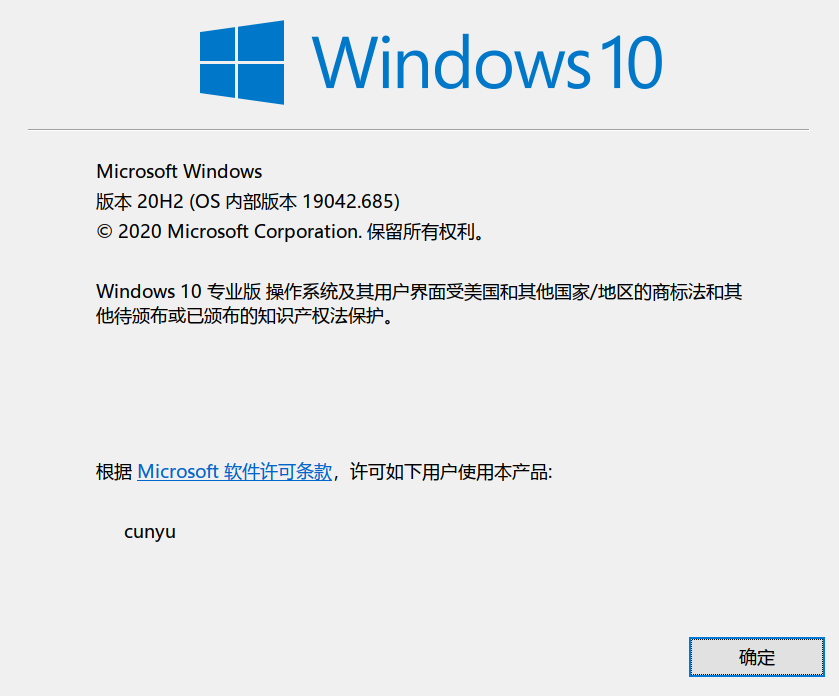 Windows 10
Microsoft Windows
版本 20H2 (OS 内部版本 19042.685)
© 2020 Microsoft Corporation. 保留所有权利。
Windows 10 专业版 操作系统及其用户界面受美国和其他国家/地区的商标法和其
他待颁布或已颁布的知识产权法保护。
根据 Microsoft 软件许可条款，许可如下用户使用本产品:
cunyu
确定